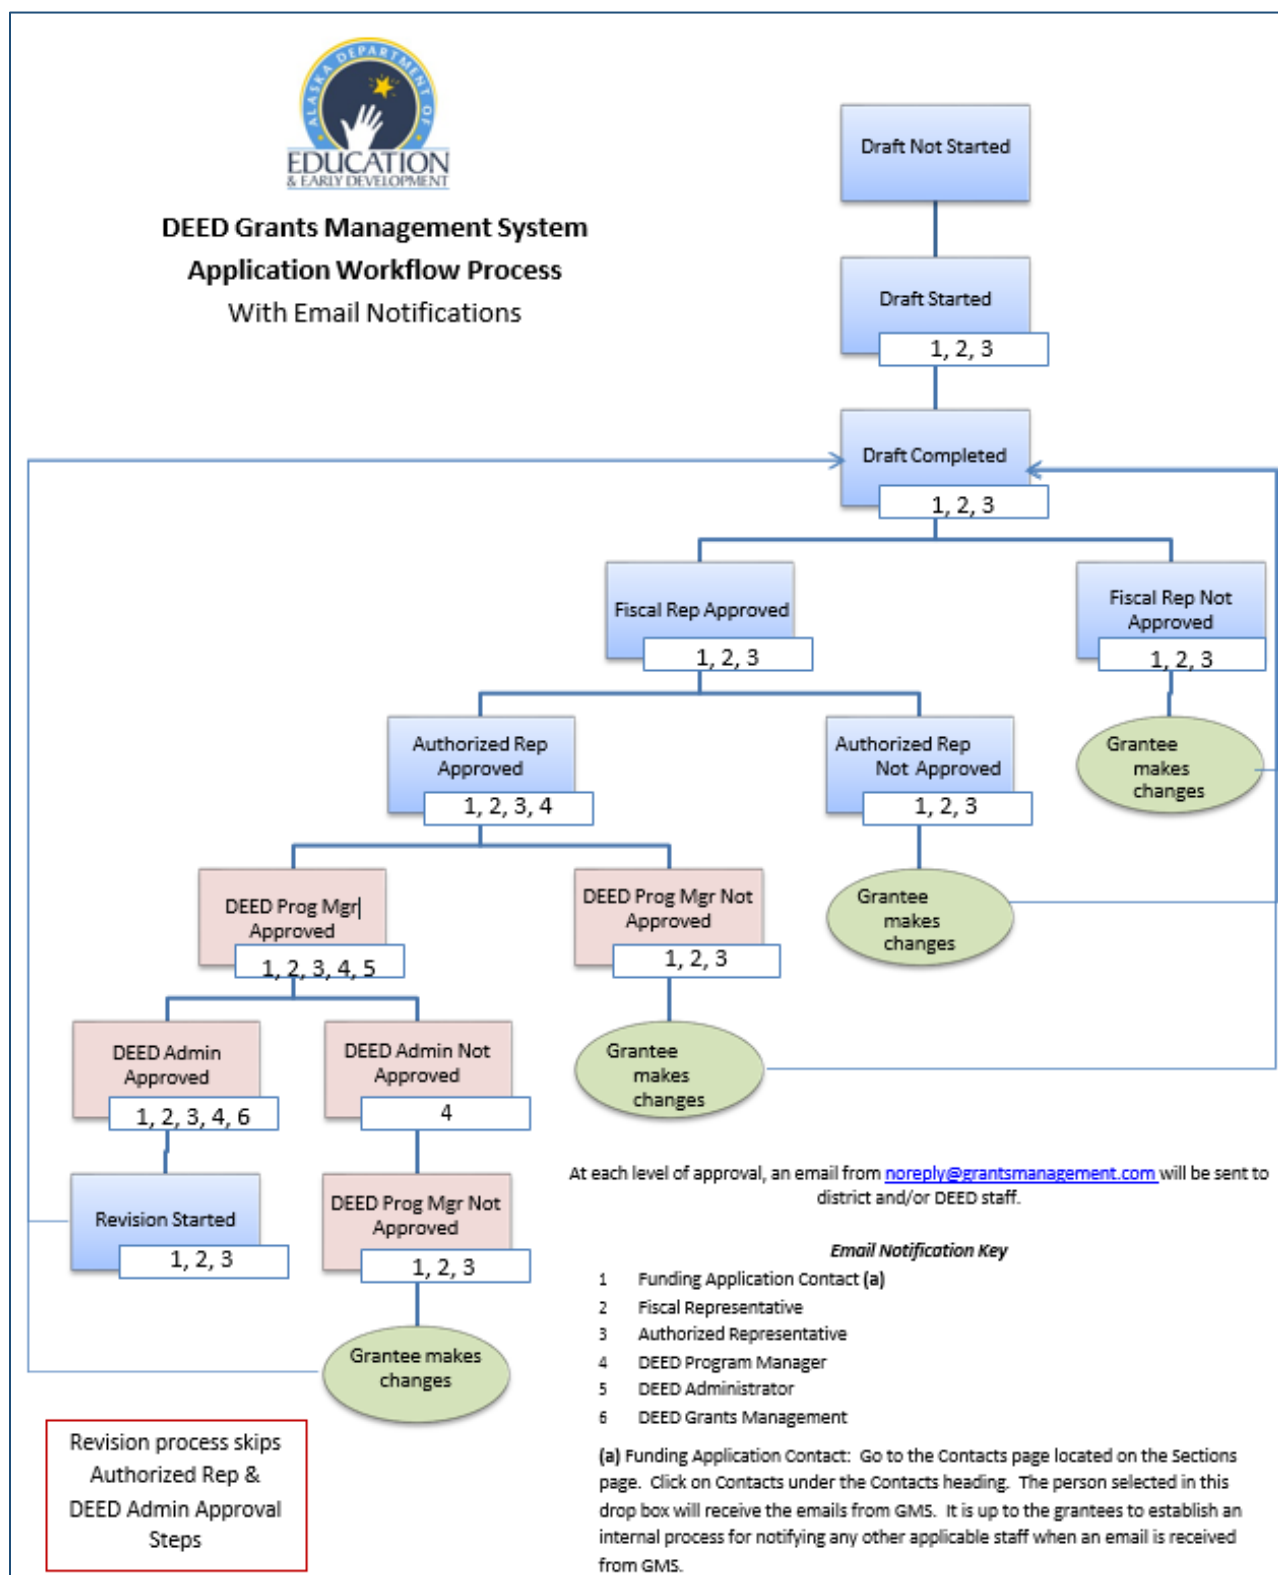 ALASKA DEPARTMENT OF
EDUCATION
& EARLY DEVELOPMENT
DEED Grants Management System
Application Workflow Process
With Email Notifications
Draft Not Started
Draft Started
1, 2, 3
Draft Completed
1, 2, 3
Fiscal Rep Approved
1, 2, 3
Fiscal Rep Not
Approved
1, 2, 3
Authorized Rep
Approved
1, 2, 3, 4
Authorized Rep
Not Approved
1, 2, 3
Grantee
makes
changes
DEED Prog Mgr
Approved
1, 2, 3, 4, 5
DEED Prog Mgr Not
Approved
1, 2, 3
Grantee
makes
changes
DEED Admin
Approved
1, 2, 3, 4, 6
DEED Admin Not
Approved
4
Grantee
makes
changes
Revision Started
1, 2, 3
DEED Prog Mgr Not
Approved
1, 2, 3
Grantee makes
changes
Revision process skips
Authorized Rep &
DEED Admin Approval
Steps
At each level of approval, an email from noreply@grantsmanagement.com will be sent to
district and/or DEED staff.
Email Notification Key
1 Funding Application Contact (a)
2 Fiscal Representative
3 Authorized Representative
4 DEED Program Manager
5 DEED Administrator
6 DEED Grants Management
(a) Funding Application Contact: Go to the Contacts page located on the Sections
page. Click on Contacts under the Contacts heading. The person selected in this
drop box will receive the emails from GMS. It is up to the grantees to establish an
internal process for notifying any other applicable staff when an email is received
from GMS.